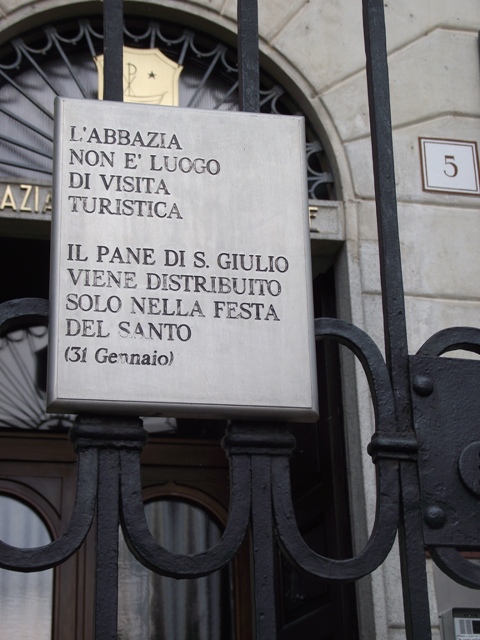 L'ABBAZIA
NON E' LUOGO
DI VISITA
TURISTICA
IL PANE DI S. GIULIO
VIENE DISTRIBUITO
SOLO NELLA FESTA
DEL SANTO
(31 Gennaio)
5